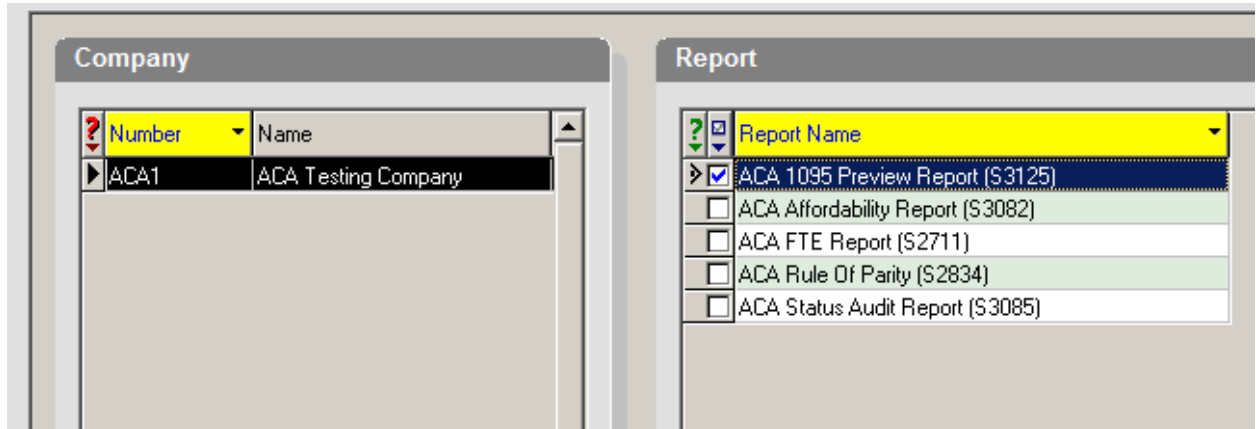 Company
Number Name
ACA1 ACA Testing Company
Report
Report Name
ACA 1095 Preview Report (S3125)
ACA Affordability Report (S3082)
ACA FTE Report (S2711)
ACA Rule Of Parity (S2834)
ACA Status Audit Report (S3085)